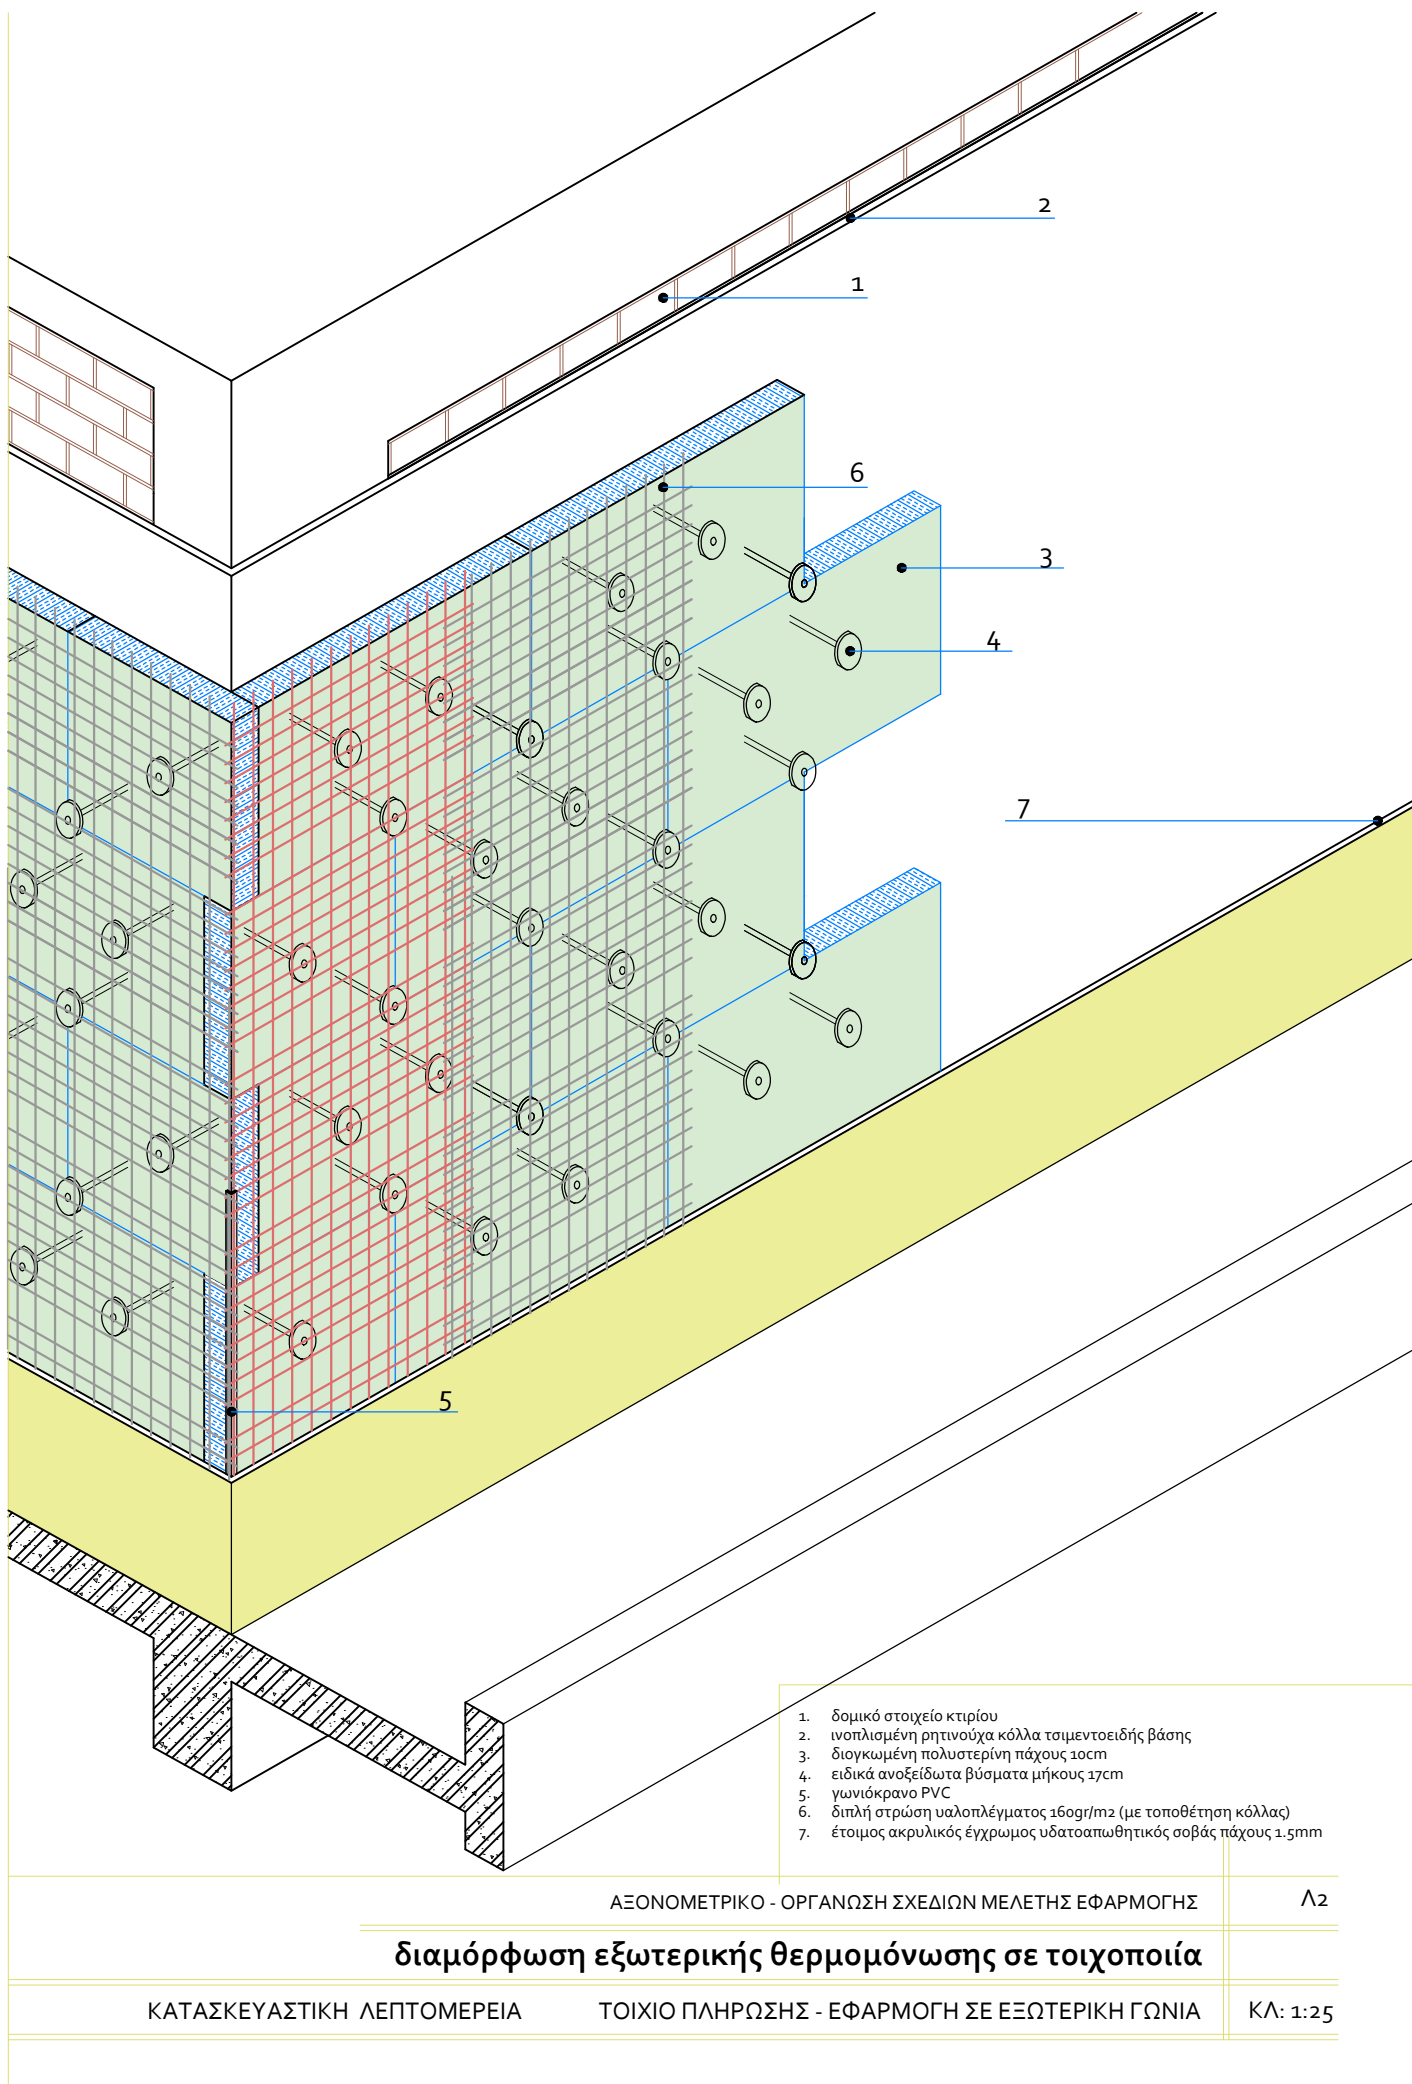 2
1
6
3
4
7
5
1. δομικό στοιχείο κτιρίου
2. ινοπλισμένη ρητινούχα κόλλα τσιμεντοειδής βάσης
3. διογκωμένη πολυστερίνη πάχους 10cm
4. ειδικά ανοξείδωτα βύσματα μήκους 17cm
5. γωνιόκρανο PVC
6. διπλή στρώση υαλοπλέγματος 160gr/m2 (με τοποθέτηση κόλλας)
7. έτοιμος ακρυλικός έγχρωμος υδατοαπωθητικός σοβάς πάχους 1.5mm
ΑΞΟΝΟΜΕΤΡΙΚΟ - ΟΡΓΑΝΩΣΗ ΣΧΕΔΙΩΝ ΜΕΛΕΤΗΣ ΕΦΑΡΜΟΓΗΣ Λ2
διαμόρφωση εξωτερικής θερμομόνωσης σε τοιχοποιία
ΚΑΤΑΣΚΕΥΑΣΤΙΚΗ ΛΕΠΤΟΜΕΡΕΙΑ ΤΟΙΧΙΟ ΠΛΗΡΩΣΗΣ - ΕΦΑΡΜΟΓΗ ΣΕ ΕΞΩΤΕΡΙΚΗ ΓΩΝΙΑ ΚΛ: 1:25